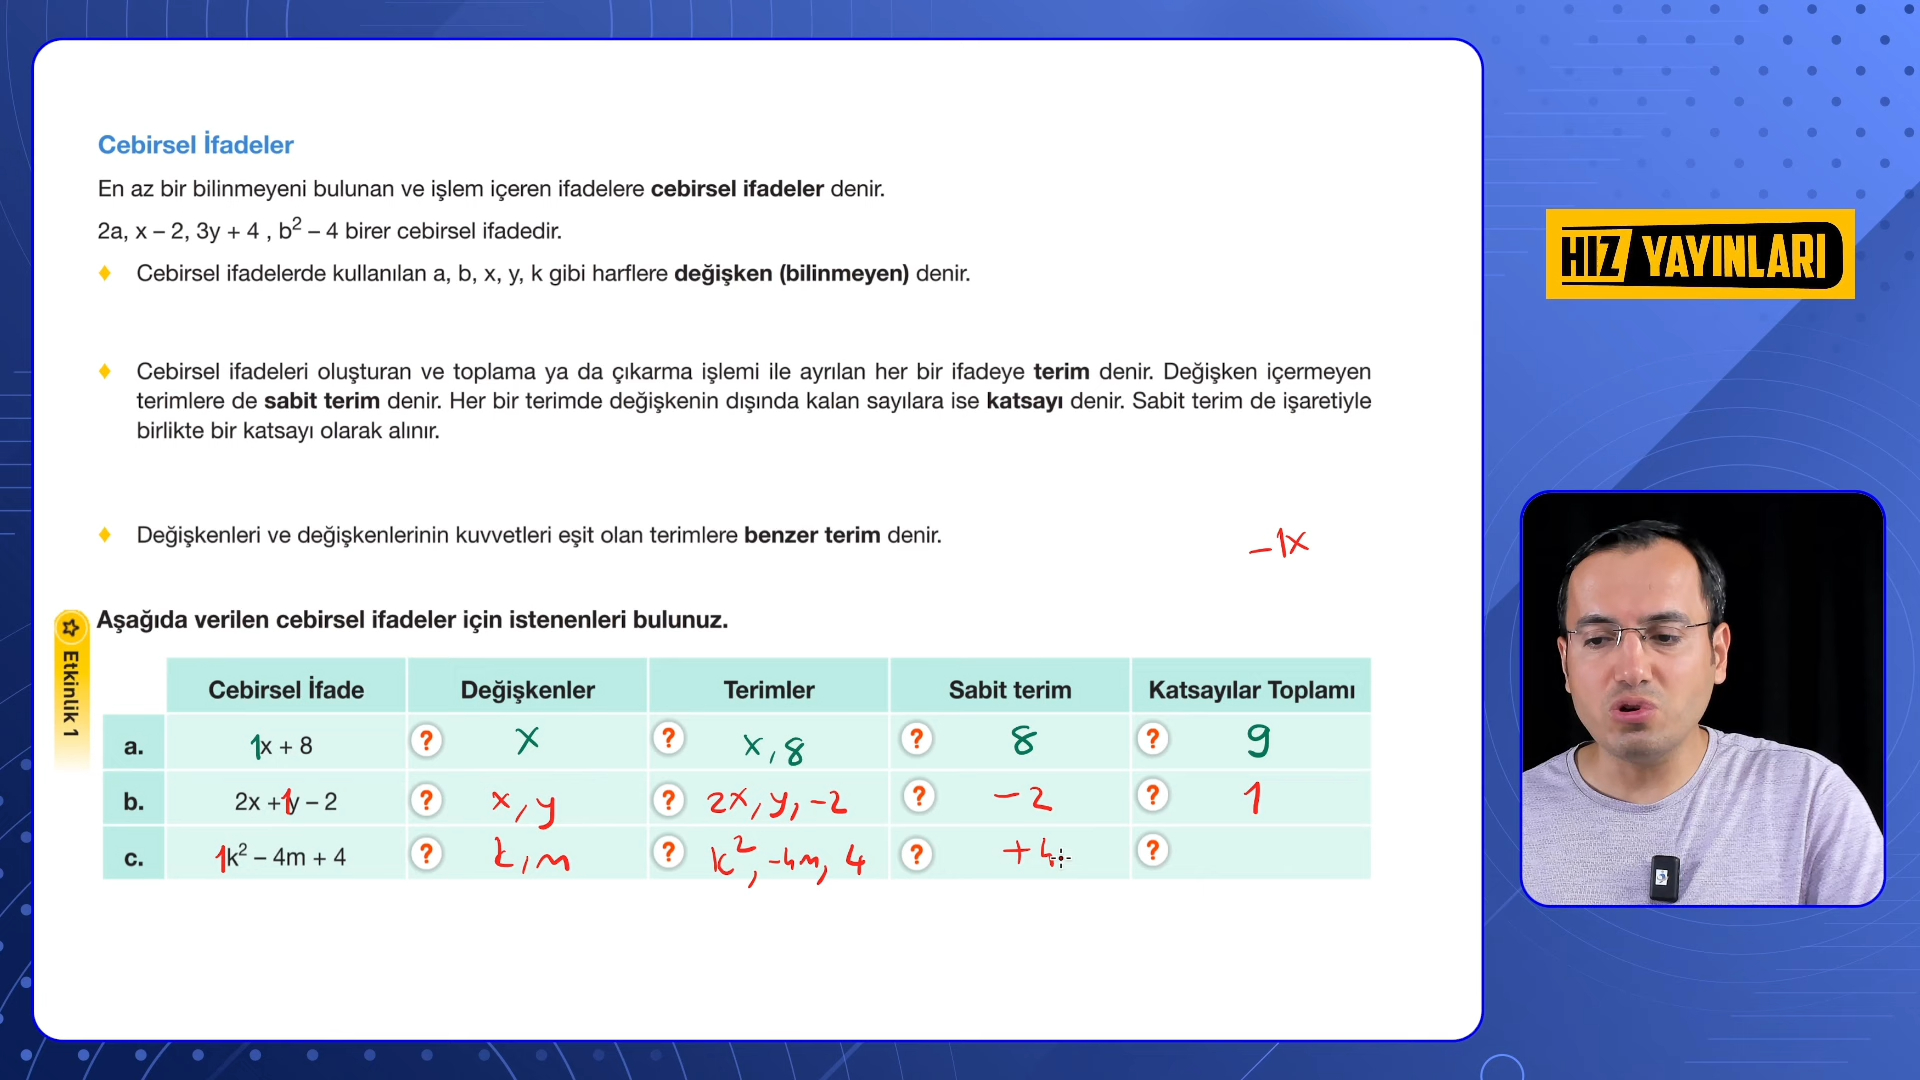 Cebirsel İfadeler
En az bir bilinmeyeni bulunan ve işlem içeren ifadelere cebirsel ifadeler denir.
2a, x – 2, 3y + 4 , b² – 4 birer cebirsel ifadedir.
HIZ YAYINLARI
♦ Cebirsel ifadelerde kullanılan a, b, x, y, k gibi harflere değişken (bilinmeyen) denir.
♦ Cebirsel ifadeleri oluşturan ve toplama ya da çıkarma işlemi ile ayrılan her bir ifadeye terim denir. Değişken içermeyen
terimlere de sabit terim denir. Her bir terimde değişkenin dışında kalan sayılara ise katsayı denir. Sabit terim de işaretiyle
birlikte bir katsayı olarak alınır.
♦ Değişkenleri ve değişkenlerinin kuvvetleri eşit olan terimlere benzer terim denir.
–1x
Etkinlik 1
Aşağıda verilen cebirsel ifadeler için istenenleri bulunuz.
Cebirsel İfade Değişkenler Terimler Sabit terim Katsayılar Toplamı
a. 1x + 8 ? x ? x, 8 ? 8 ? 9
b. 2x + 1y – 2 ? x, y ? 2x, y, –2 ? –2 ? 1
c. 1k² – 4m + 4 ? k, m ? k², –4m, 4 ? +4 ?